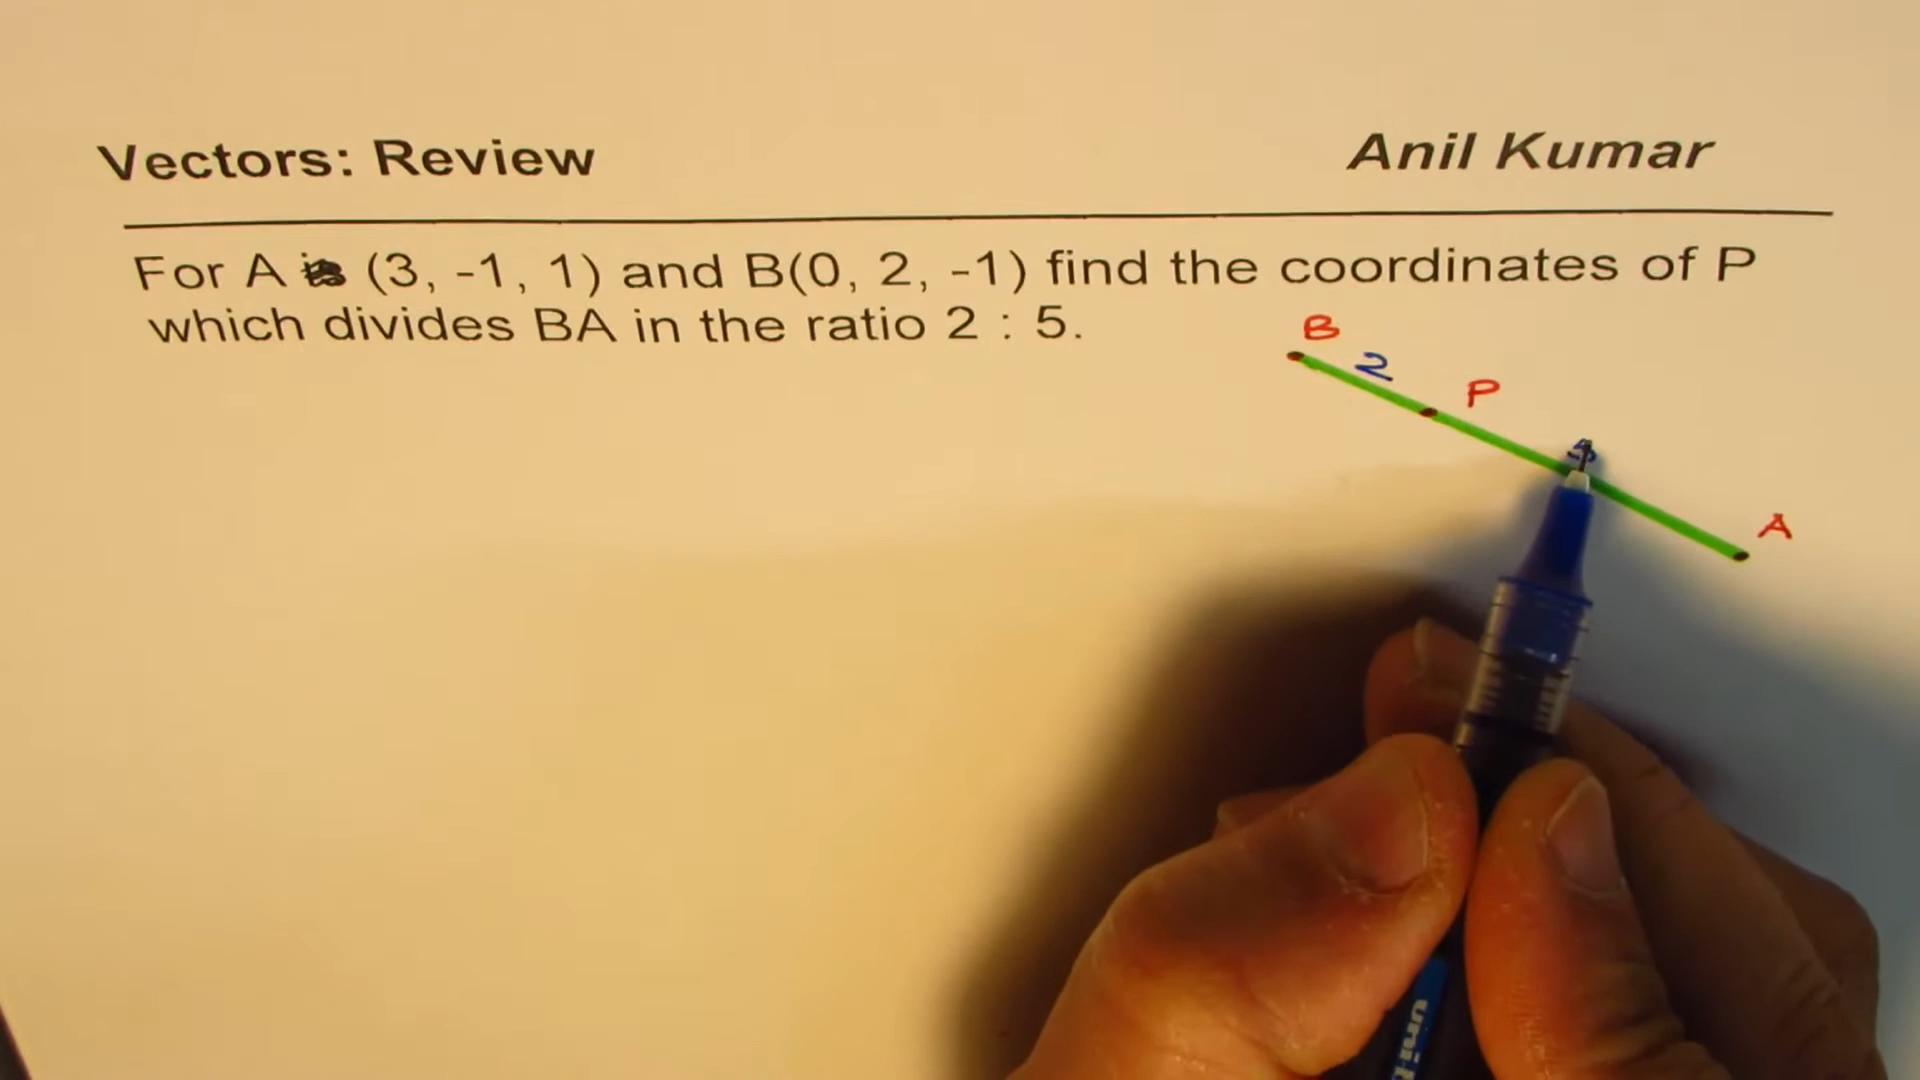 Vectors: Review
Anil Kumar
For A (3, -1, 1) and B(0, 2, -1) find the coordinates of P
which divides BA in the ratio 2 : 5.
B
2
P
A